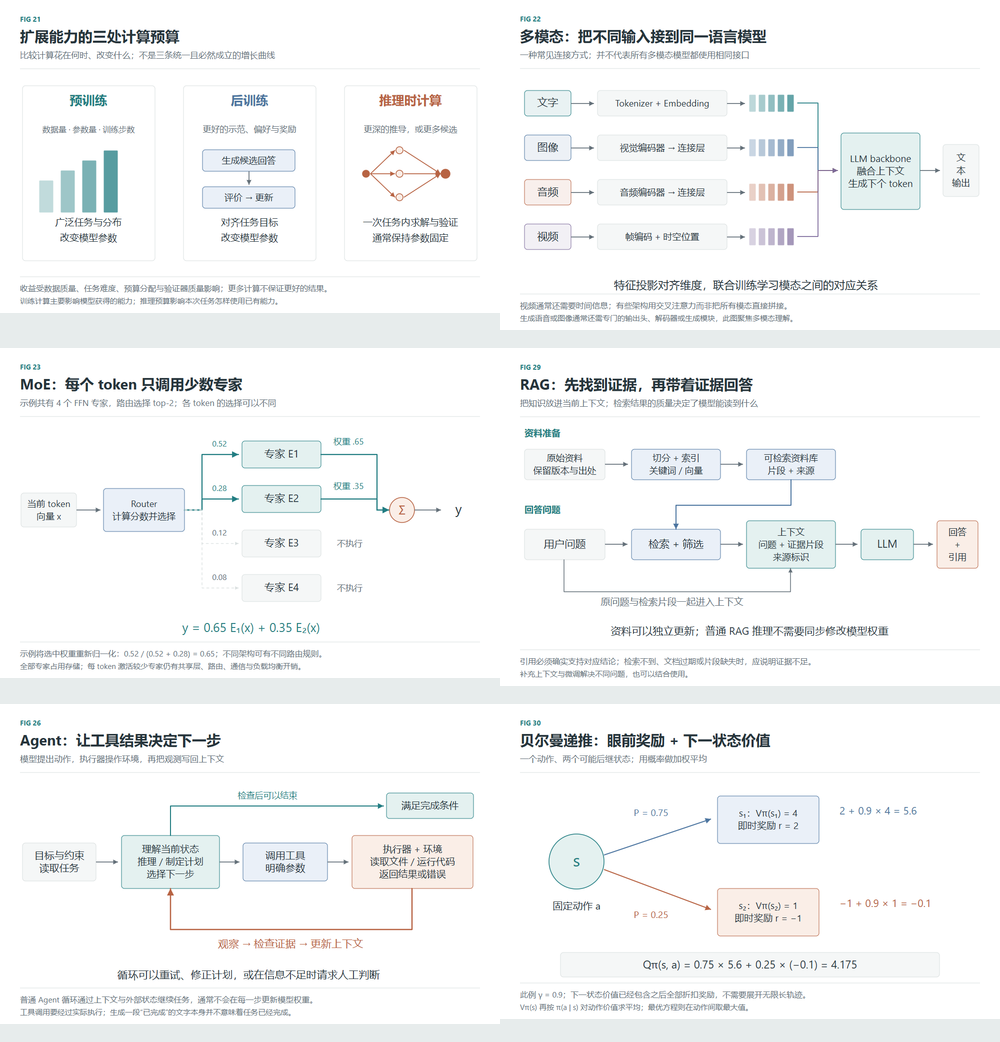 FIG 21
扩展能力的三处计算预算
比较计算花在何时、改变什么；不是三条统一且必然成立的增长曲线
预训练
数据量 · 参数量 · 训练步数
广泛任务与分布
改变模型参数
后训练
更好的示范、偏好与奖励
生成候选回答
评价 → 更新
对齐任务目标
改变模型参数
推理时计算
更深的推导，或更多候选
一次任务内求解与验证
通常保持参数固定
收益受数据质量、任务难度、预算分配与验证器质量影响；更多计算不保证更好的结果。
训练计算主要影响模型获得的能力；推理预算影响本次任务怎样使用已有能力。
FIG 22
多模态：把不同输入接到同一语言模型
一种常见连接方式；并不代表所有多模态模型都使用相同接口
文字
Tokenizer + Embedding
图像
视觉编码器 → 连接层
音频
音频编码器 → 连接层
视频
帧编码 + 时空位置
LLM backbone
融合上下文
生成下个 token
文
本
输出
特征投影对齐维度，联合训练学习模态之间的对应关系
视频通常还需要时间信息；有些架构用交叉注意力而非把所有模态直接拼接。
生成语音或图像通常还需专门的输出头、解码器或生成模块，此图聚焦多模态理解。
FIG 23
MoE：每个 token 只调用少数专家
示例共有 4 个 FFN 专家，路由选择 top-2；各 token 的选择可以不同
当前 token
向量 x
Router
计算分数并选择
0.52
专家 E1
权重 .65
0.28
专家 E2
权重 .35
0.12
专家 E3
不执行
0.08
专家 E4
不执行
Σ
y
y = 0.65 E₁(x) + 0.35 E₂(x)
示例将选中权重重新归一化：0.52 / (0.52 + 0.28) = 0.65；不同架构可有不同路由规则。
全部专家占用存储；每 token 激活较少专家仍有共享层、路由、通信与负载均衡开销。
FIG 29
RAG：先找到证据，再带着证据回答
把知识放进当前上下文；检索结果的质量决定了模型能读到什么
资料准备
原始资料
保留版本与出处
切分 + 索引
关键词 / 向量
可检索资料库
片段 + 来源
回答问题
用户问题
检索 + 筛选
上下文
问题 + 证据片段
来源标识
LLM
回答
+
引用
原问题与检索片段一起进入上下文
资料可以独立更新；普通 RAG 推理不需要同步修改模型权重
引用必须确实支持对应结论；检索不到、文档过期或片段缺失时，应说明证据不足。
补充上下文与微调解决不同问题，也可以结合使用。
FIG 26
Agent：让工具结果决定下一步
模型提出动作，执行器操作环境，再把观测写回上下文
检查后可以结束
满足完成条件
目标与约束
读取任务
理解当前状态
推理 / 制定计划
选择下一步
调用工具
明确参数
执行器 + 环境
读取文件 / 运行代码
返回结果或错误
观察 → 检查证据 → 更新上下文
循环可以重试、修正计划，或在信息不足时请求人工判断
普通 Agent 循环通过上下文与外部状态继续任务，通常不会在每一步更新模型权重。
工具调用要经过实际执行；生成一段“已完成”的文字本身并不意味着任务已经完成。
FIG 30
贝尔曼递推：眼前奖励 + 下一状态价值
一个动作、两个可能后继状态；用概率做加权平均
s
固定动作 a
P = 0.75
s₁：Vπ(s₁) = 4
即时奖励 r = 2
2 + 0.9 × 4 = 5.6
P = 0.25
s₂：Vπ(s₂) = 1
即时奖励 r = −1
−1 + 0.9 × 1 = −0.1
Qπ(s, a) = 0.75 × 5.6 + 0.25 × (−0.1) = 4.175
此例 γ = 0.9；下一状态价值已经包含之后全部折扣奖励，不需要展开无限长轨迹。
Vπ(s) 再按 π(a | s) 对动作价值求平均；最优方程则在动作间取最大值。